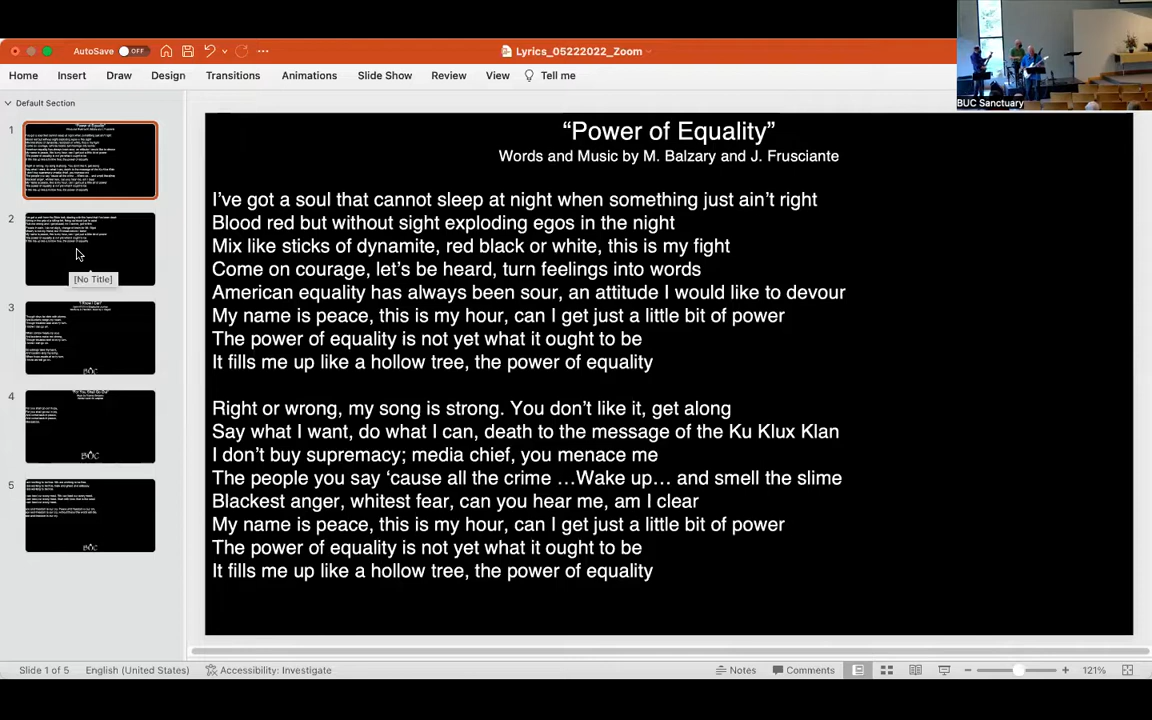 AutoSave
OFF
Lyrics_05222022_Zoom
Home Insert Draw Design Transitions Animations Slide Show Review View Tell me
BUC Sanctuary
Default Section
1
2
[No Title]
3
4
5
“Power of Equality”
Words and Music by M. Balzary and J. Frusciante
I’ve got a soul that cannot sleep at night when something just ain’t right
Blood red but without sight exploding egos in the night
Mix like sticks of dynamite, red black or white, this is my fight
Come on courage, let’s be heard, turn feelings into words
American equality has always been sour, an attitude I would like to devour
My name is peace, this is my hour, can I get just a little bit of power
The power of equality is not yet what it ought to be
It fills me up like a hollow tree, the power of equality
Right or wrong, my song is strong. You don’t like it, get along
Say what I want, do what I can, death to the message of the Ku Klux Klan
I don’t buy supremacy; media chief, you menace me
The people you say ‘cause all the crime …Wake up… and smell the slime
Blackest anger, whitest fear, can you hear me, am I clear
My name is peace, this is my hour, can I get just a little bit of power
The power of equality is not yet what it ought to be
It fills me up like a hollow tree, the power of equality
Slide 1 of 5 English (United States) Accessibility: Investigate Notes Comments 121%